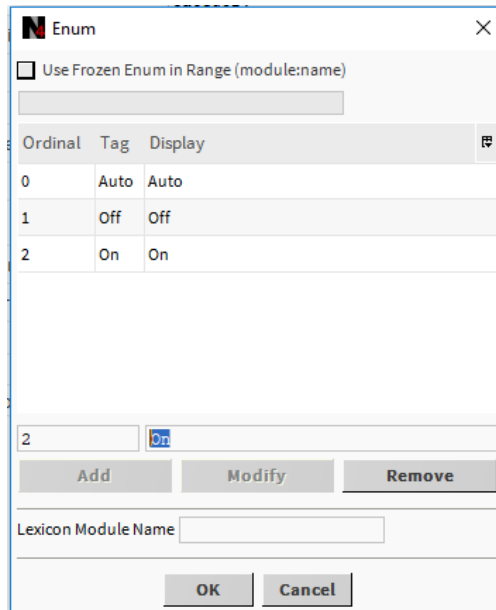 N4 Enum
Use Frozen Enum in Range (module:name)
Ordinal Tag Display
0 Auto Auto
1 Off Off
2 On On
2 On
Add Modify Remove
Lexicon Module Name
OK Cancel